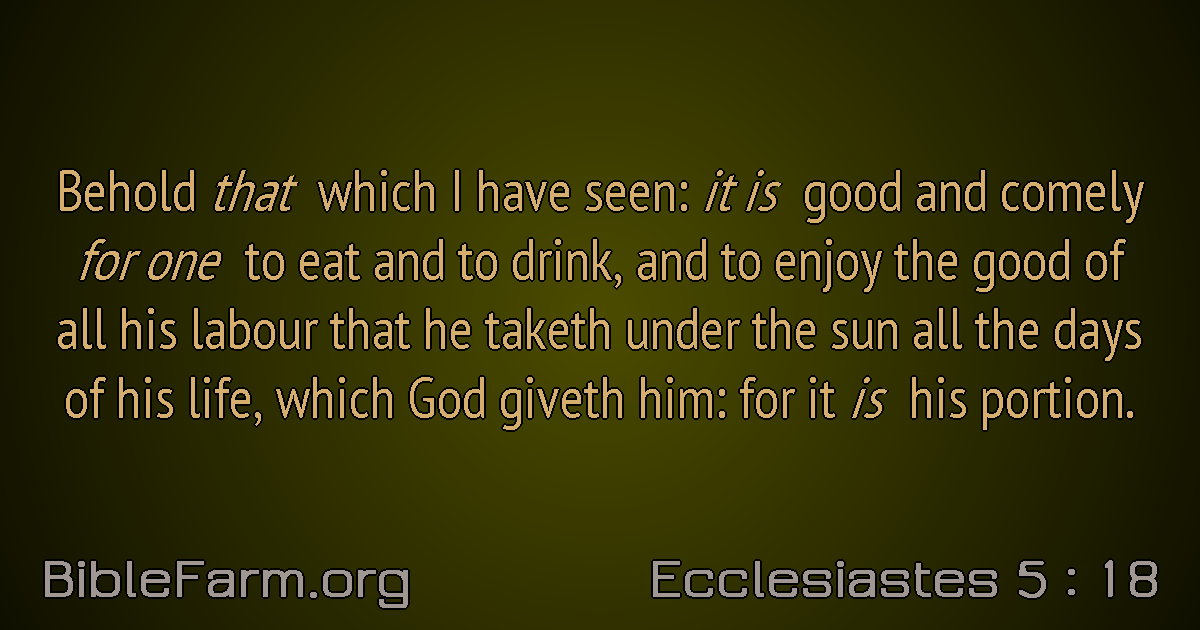 Behold that which I have seen: it is good and comely
for one to eat and to drink, and to enjoy the good of
all his labour that he taketh under the sun all the days
of his life, which God giveth him: for it is his portion.
BibleFarm.org
Ecclesiastes 5 : 18